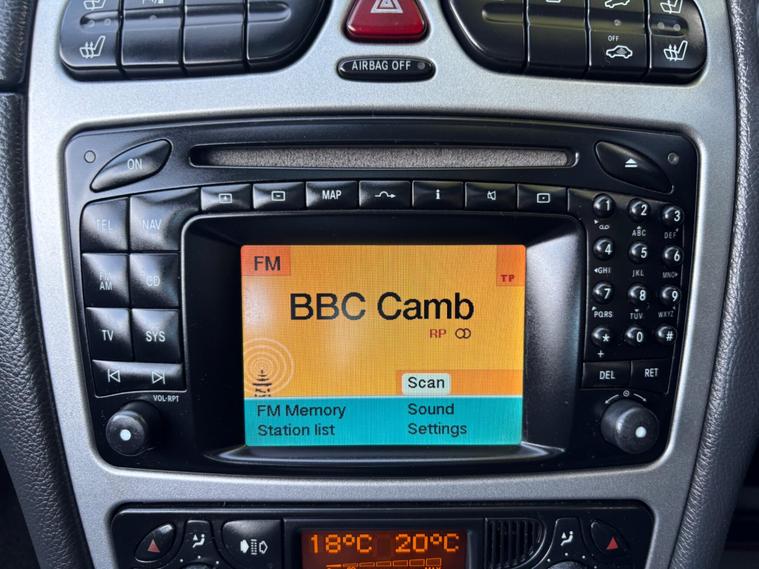 OFF
AIRBAG OFF
ON
MAP
i
TEL NAV
FM AM CD
TV SYS
VOL-RPT
1 2 3
ABC DEF
4 5 6
GHI JKL MNO
7 8 9
PQRS TUV WXYZ
* 0 #
+
DEL RET
FM
TP
BBC Camb
RP
Scan
FM Memory Sound
Station list Settings
18°C 20°C